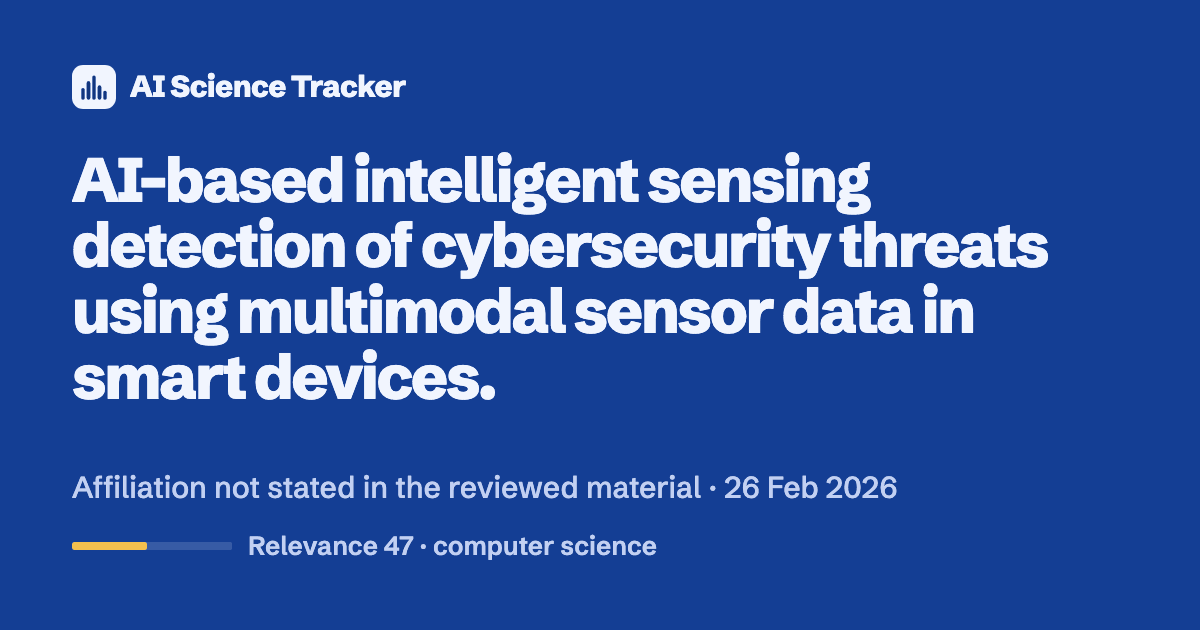 AI Science Tracker
AI-based intelligent sensing
detection of cybersecurity threats
using multimodal sensor data in
smart devices.
Affiliation not stated in the reviewed material · 26 Feb 2026
Relevance 47 · computer science